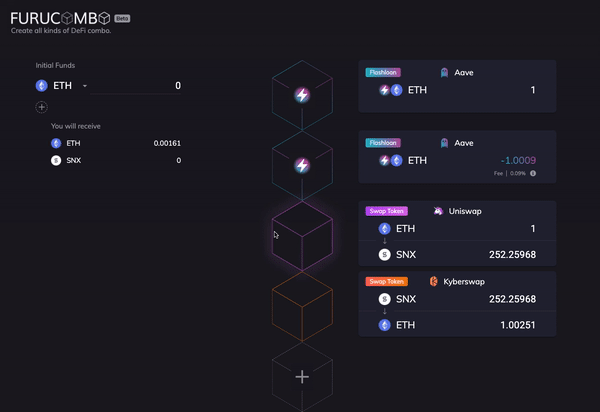 FURUCOMBO Beta
Create all kinds of DeFi combo.
Initial Funds
ETH 0
You will receive
ETH 0.00161
SNX 0
Flashloan Aave
ETH 1
Flashloan Aave
ETH -1.0009
Fee | 0.09%
Swap Token Uniswap
ETH 1
SNX 252.25968
Swap Token Kyberswap
SNX 252.25968
ETH 1.00251